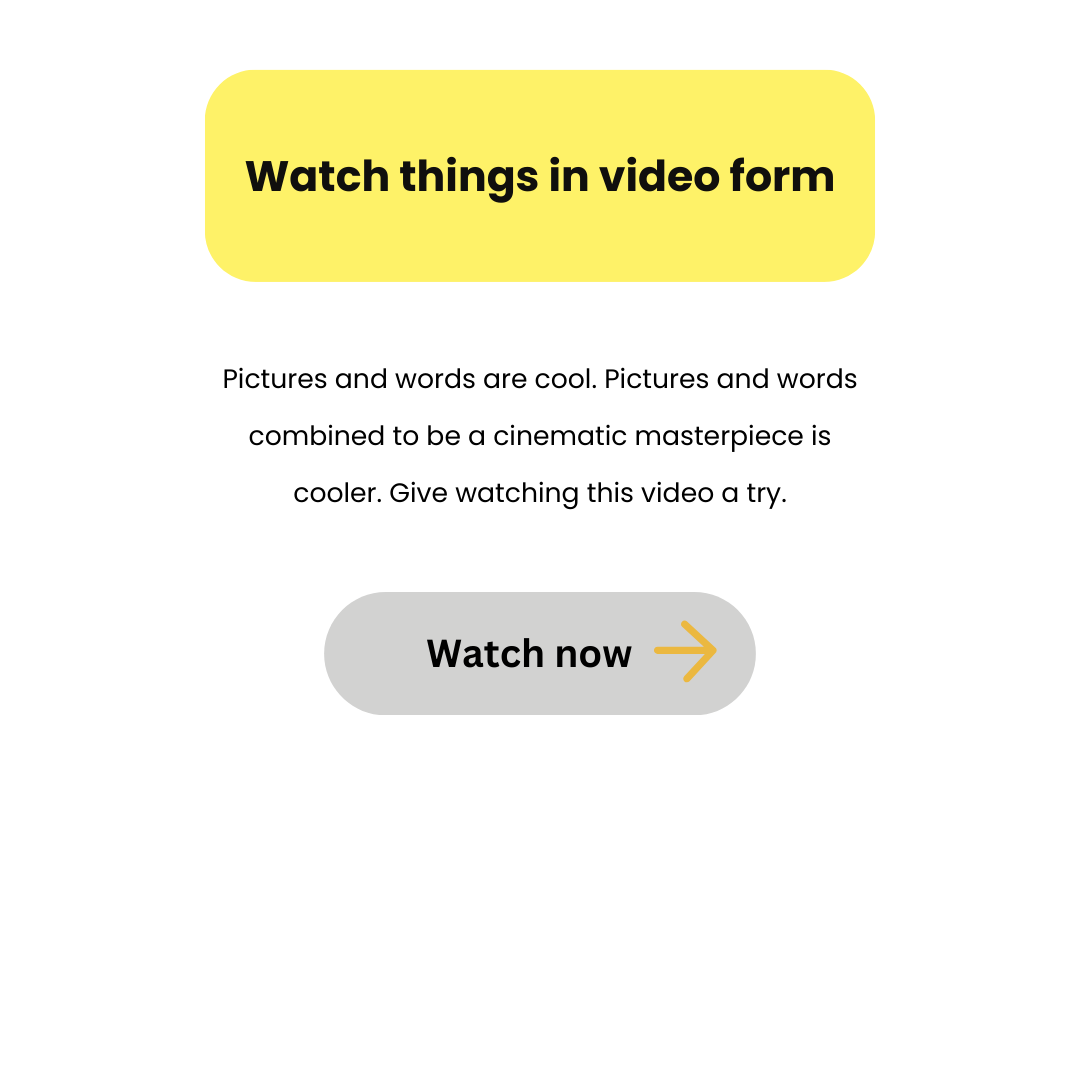 Watch things in video form
Pictures and words are cool. Pictures and words
combined to be a cinematic masterpiece is
cooler. Give watching this video a try.
Watch now